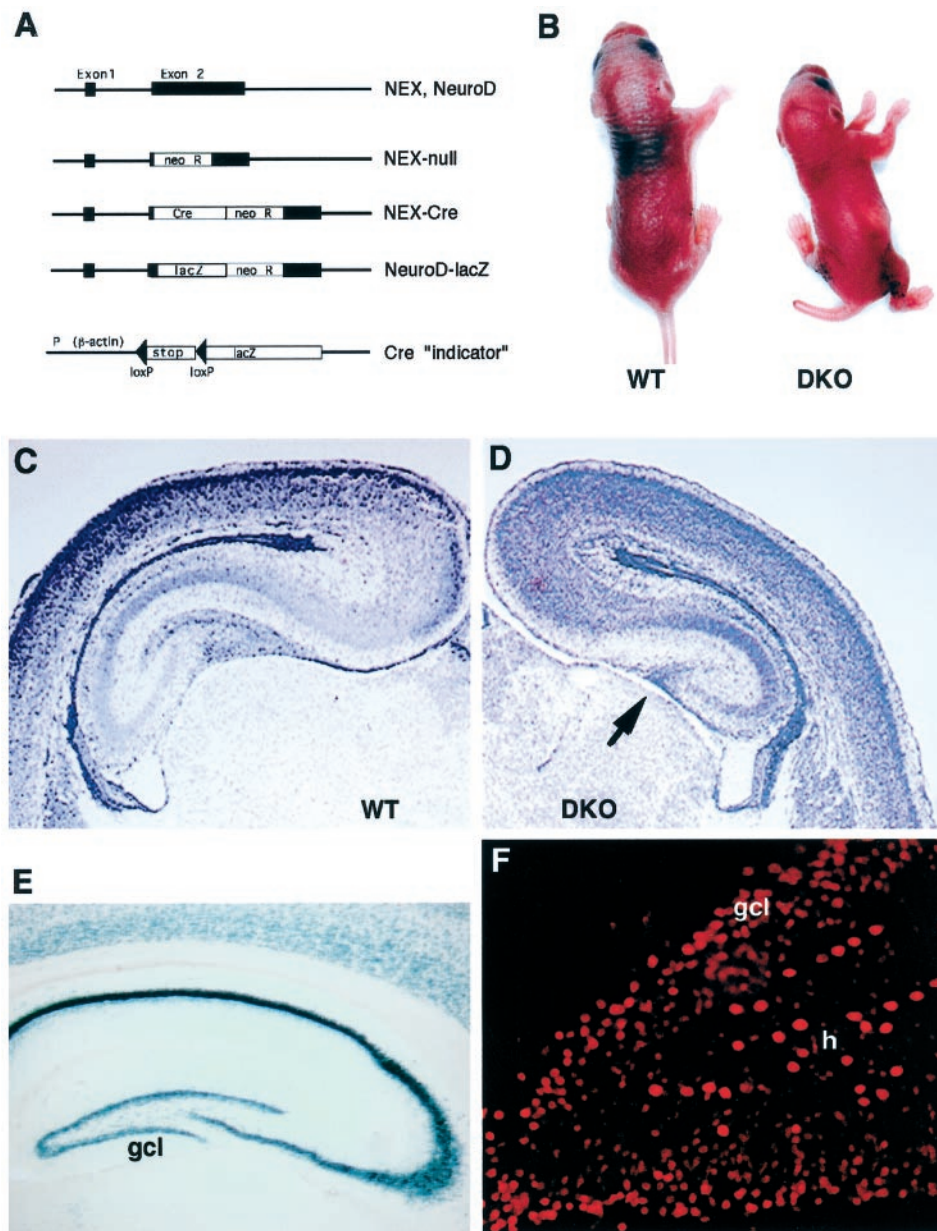 A
Exon1 Exon 2
NEX, NeuroD
neo R
NEX-null
Cre neo R
NEX-Cre
lacZ neo R
NeuroD-lacZ
P (β-actin) stop lacZ
Cre "indicator"
loxP loxP
B
WT DKO
C
WT
D
DKO
E
gcl
F
gcl
h